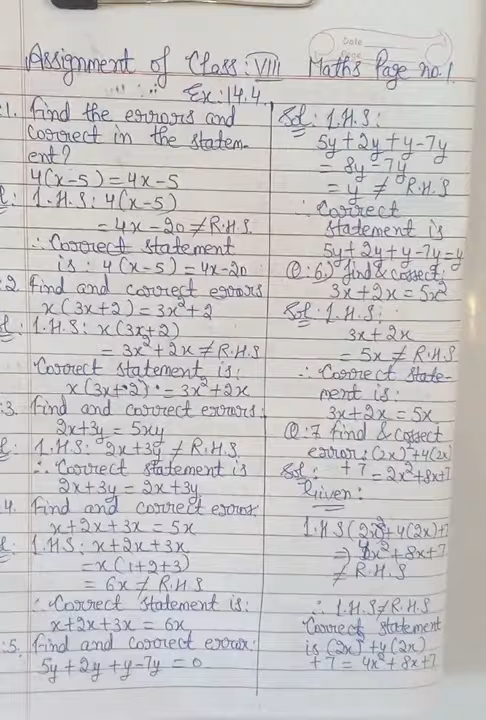 Date
Page
Assignment of Class: VIII Maths Page no. 1
Ex: 14.4.
:1. Find the errors and
correct in the statem-
ent?
4(x-5) = 4x-5
l: L.H.S: 4(x-5)
= 4x - 20 ≠ R.H.S.
∴ Correct statement
is: 4(x-5) = 4x-20
:2 Find and correct errors
x(3x+2) = 3x²+2
ol: L.H.S: x(3x+2)
= 3x²+2x ≠ R.H.S
Correct statement is:
x(3x+2) = 3x²+2x
:3. Find and correct errors:
2x+3y = 5xy
l: L.H.S: 2x+3y ≠ R.H.S.
∴ Correct statement is
2x+3y = 2x+3y
4. Find and correct error:
x+2x+3x = 5x
l: L.H.S: x+2x+3x
= x(1+2+3)
= 6x ≠ R.H.S
∴ Correct statement is:
x+2x+3x = 6x
:5. Find and correct error:
5y+2y+y-7y = 0
Sol: L.H.S:
5y+2y+y-7y
= 8y-7y
= y ≠ R.H.S
∴ Correct
statement is
5y+2y+y-7y=y
Q:6) find & correct:
3x+2x = 5x²
Sol: L.H.S:
3x+2x
= 5x ≠ R.H.S
∴ Correct state-
ment is:
3x+2x = 5x
Q:7 find & correct
error: (2x)²+4(2x)
+7 = 2x²+8x+7
Sol:
Given:
L.H.S (2x)²+4(2x)+7
⇒ 4x²+8x+7
≠ R.H.S
∴ L.H.S≠R.H.S
Correct statement
is (2x)²+4(2x)
+7 = 4x²+8x+7